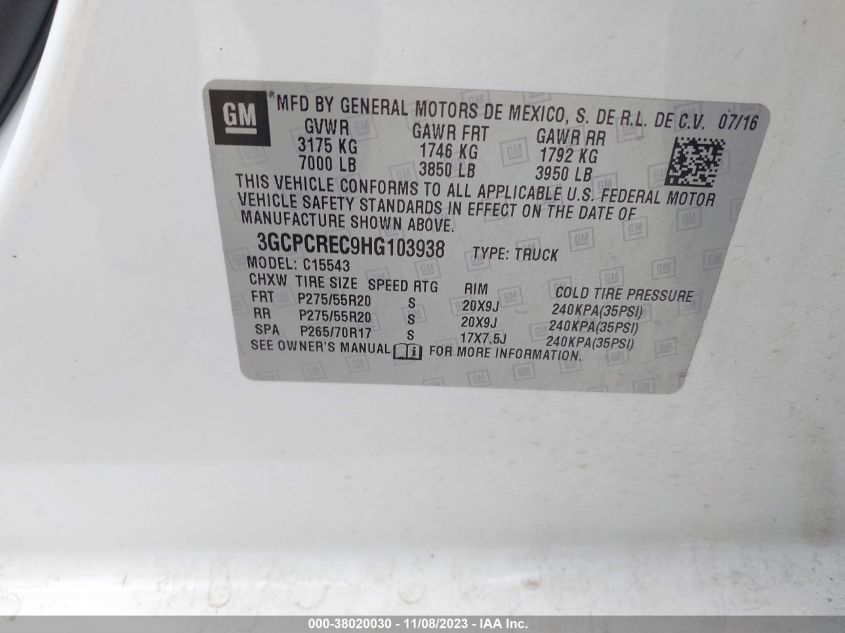 GM ® MFD BY GENERAL MOTORS DE MEXICO, S. DE R.L. DE C.V. 07/16
GVWR GAWR FRT GAWR RR
3175 KG 1746 KG 1792 KG
7000 LB 3850 LB 3950 LB
THIS VEHICLE CONFORMS TO ALL APPLICABLE U.S. FEDERAL MOTOR
VEHICLE SAFETY STANDARDS IN EFFECT ON THE DATE OF
MANUFACTURE SHOWN ABOVE.
3GCPCREC9HG103938 TYPE: TRUCK
MODEL: C15543
CHXW TIRE SIZE SPEED RTG RIM COLD TIRE PRESSURE
FRT P275/55R20 S 20X9J 240KPA(35PSI)
RR P275/55R20 S 20X9J 240KPA(35PSI)
SPA P265/70R17 S 17X7.5J 240KPA(35PSI)
SEE OWNER'S MANUAL FOR MORE INFORMATION.
000-38020030 - 11/08/2023 - IAA Inc.